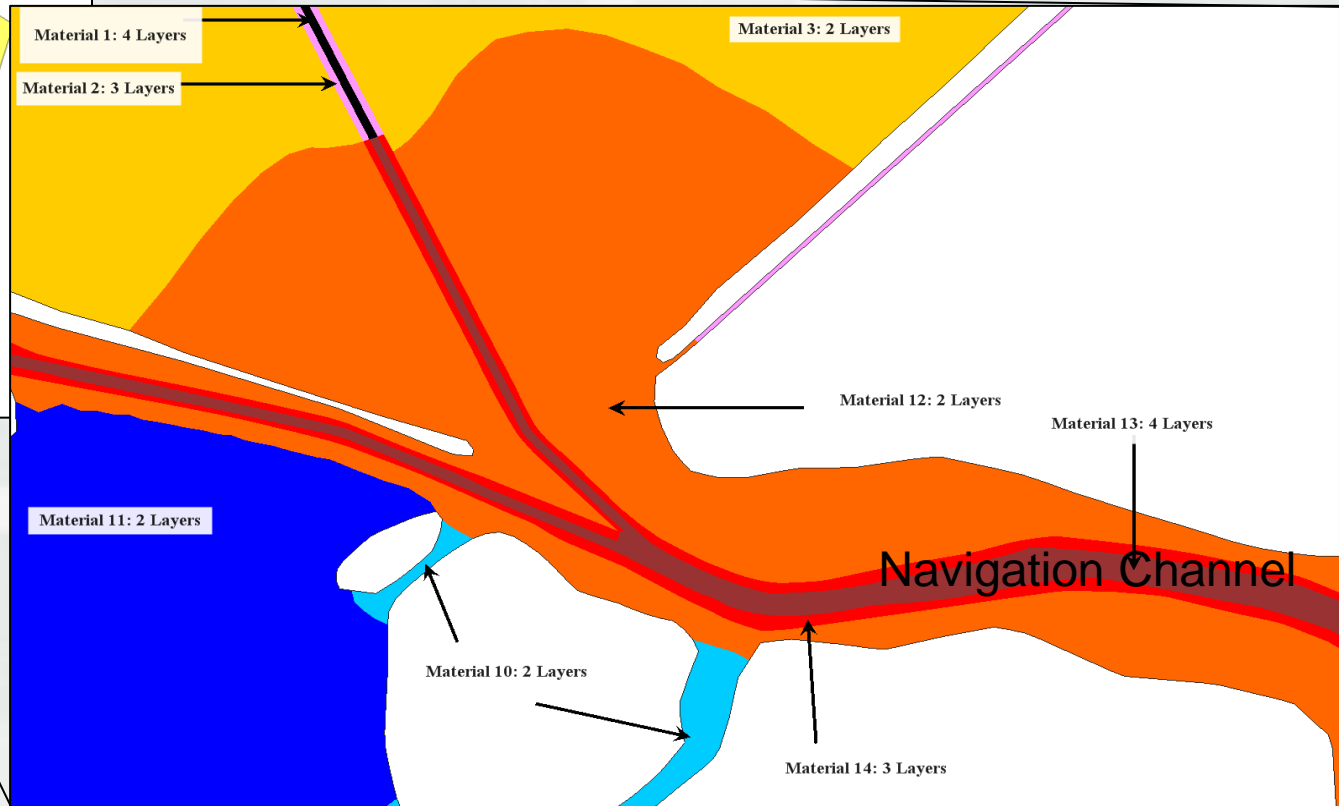 Material 1: 4 Layers
Material 3: 2 Layers
Material 2: 3 Layers
Material 12: 2 Layers
Material 13: 4 Layers
Material 11: 2 Layers
Navigation Channel
Material 10: 2 Layers
Material 14: 3 Layers